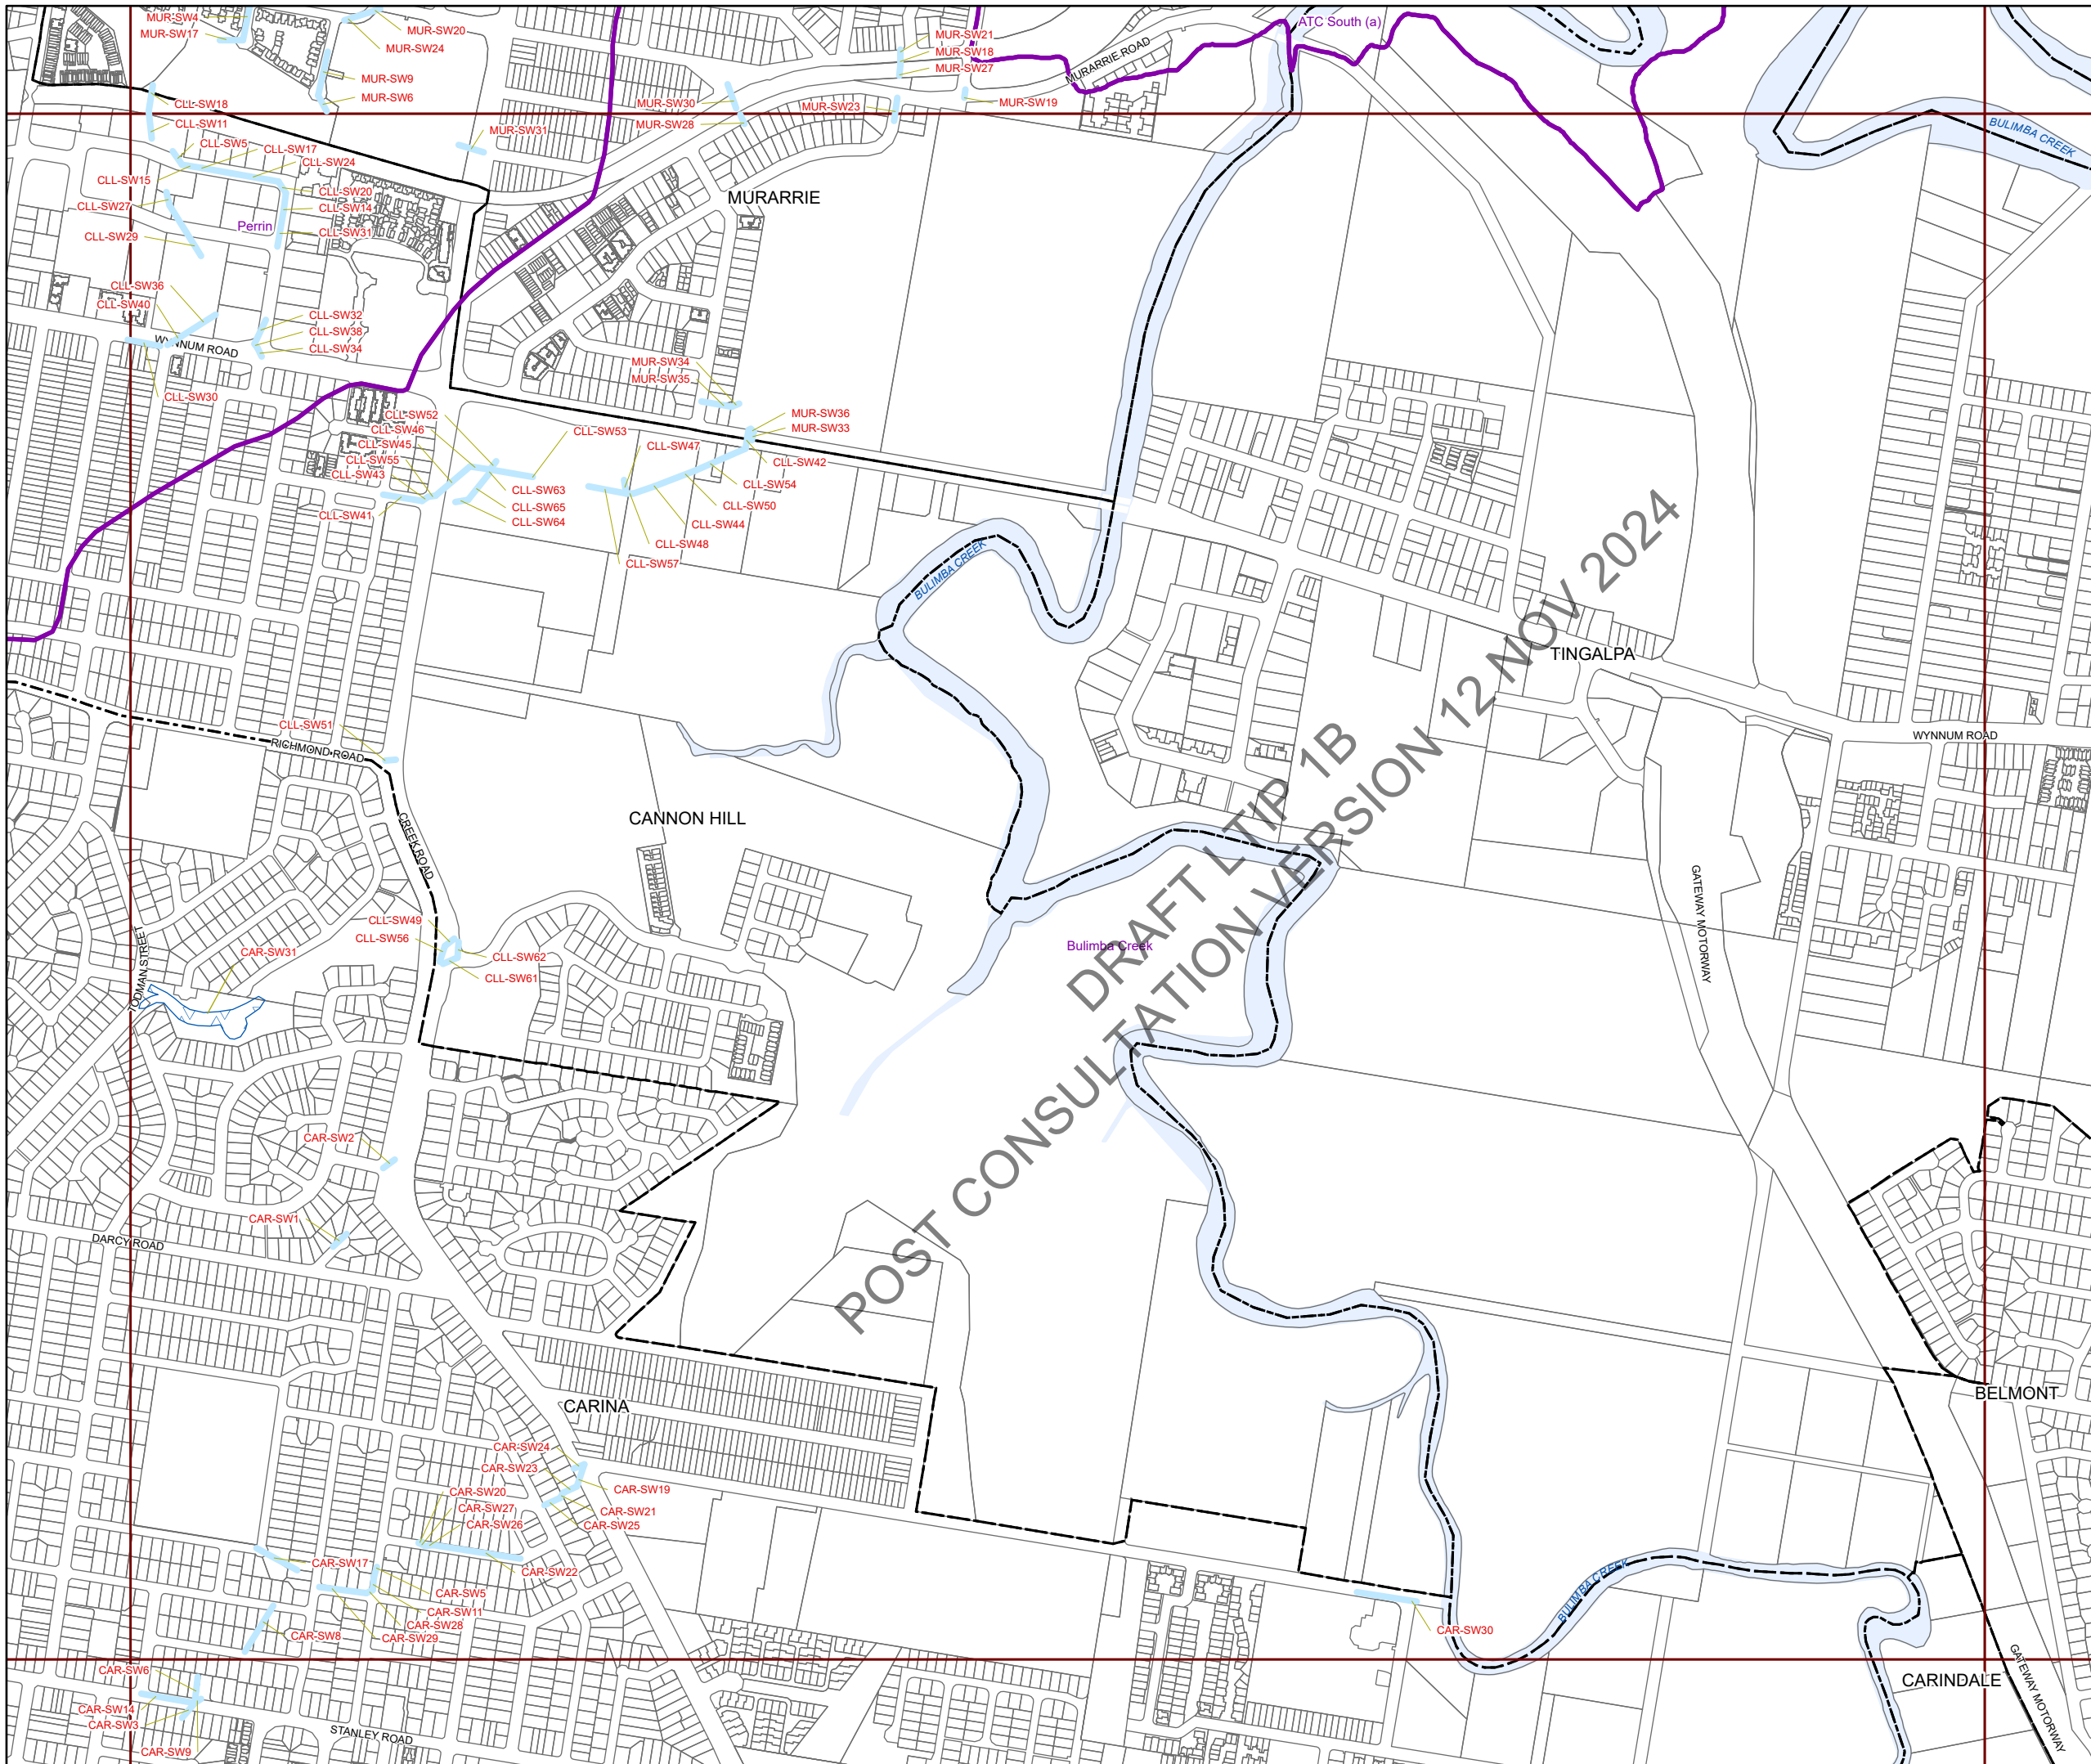 MUR-SW4
MUR-SW17
MUR-SW20
MUR-SW24
MUR-SW21
MUR-SW18
MUR-SW27
ATC South (a)
MURARRIE ROAD
MUR-SW9
MUR-SW6
CLL-SW18
CLL-SW11
MUR-SW30
MUR-SW28
MUR-SW23
MUR-SW19
BULIMBA CREEK
MUR-SW31
CLL-SW5
CLL-SW17
CLL-SW24
CLL-SW15
CLL-SW20
CLL-SW27
CLL-SW14
MURARRIE
Perrin
CLL-SW31
CLL-SW29
CLL-SW36
CLL-SW40
CLL-SW32
CLL-SW38
CLL-SW34
WYNNUM ROAD
CLL-SW30
MUR-SW34
MUR-SW35
MUR-SW36
MUR-SW33
CLL-SW52
CLL-SW46
CLL-SW53
CLL-SW45
CLL-SW47
CLL-SW55
CLL-SW42
CLL-SW43
CLL-SW54
CLL-SW63
CLL-SW65
CLL-SW50
CLL-SW41
CLL-SW64
CLL-SW44
CLL-SW48
CLL-SW57
BULIMBA CREEK
TINGALPA
CLL-SW51
RICHMOND ROAD
WYNNUM ROAD
CANNON HILL
CREEK ROAD
GATEWAY MOTORWAY
DRAFT LTIP 1B
POST CONSULTATION VERSION 12 NOV 2024
CLL-SW49
CLL-SW56
CLL-SW62
CLL-SW61
Bulimba Creek
TODMAN STREET
CAR-SW31
CAR-SW2
CAR-SW1
DARCY ROAD
BELMONT
CARINA
CAR-SW24
CAR-SW23
CAR-SW19
CAR-SW20
CAR-SW27
CAR-SW26
CAR-SW21
CAR-SW25
CAR-SW17
CAR-SW22
CAR-SW5
CAR-SW11
CAR-SW28
CAR-SW29
CAR-SW8
CAR-SW30
BULIMBA CREEK
CAR-SW6
CAR-SW14
CAR-SW3
CAR-SW9
STANLEY ROAD
CARINDALE
GATEWAY MOTORWAY